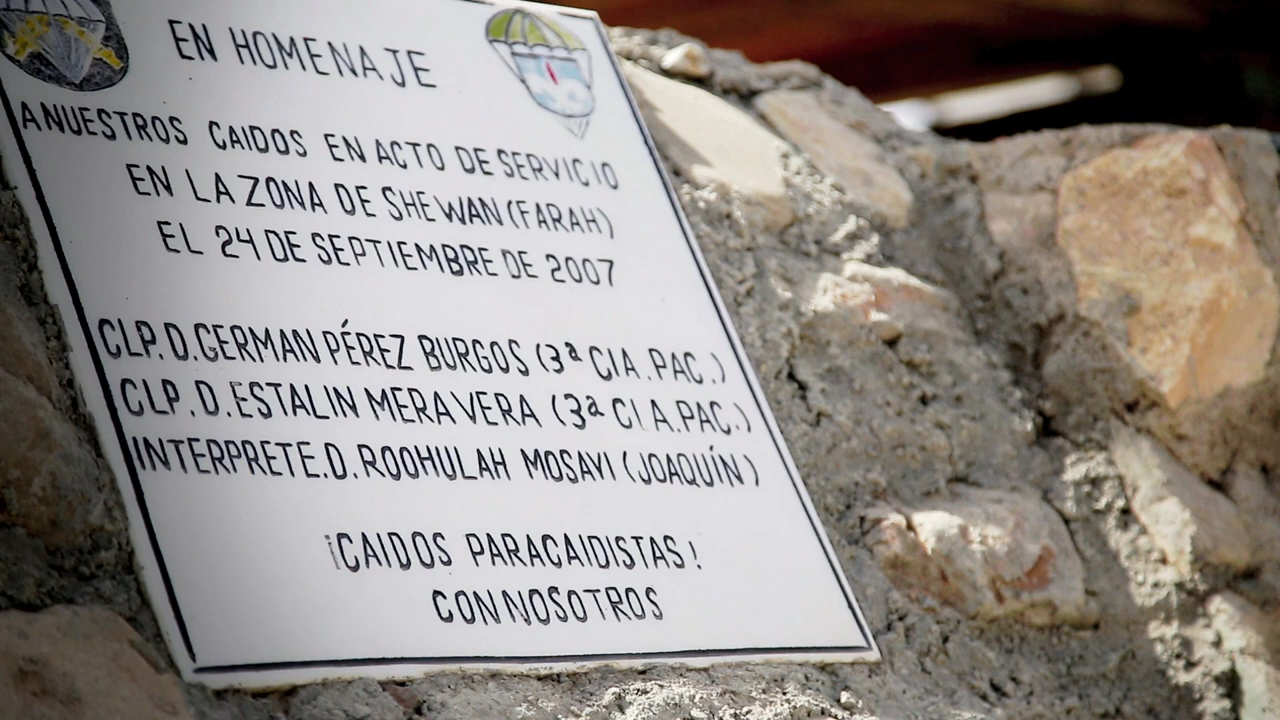 EN HOMENAJE
A NUESTROS CAIDOS EN ACTO DE SERVICIO
EN LA ZONA DE SHEWAN (FARAH)
EL 24 DE SEPTIEMBRE DE 2007
CLP. D. GERMAN PÉREZ BURGOS (3ª CIA. PAC.)
CLP. D. ESTALIN MERA VERA (3ª CIA. PAC.)
INTERPRETE. D. ROOHULAH MOSAVI (JOAQUÍN)
¡CAIDOS PARACAIDISTAS!
CON NOSOTROS